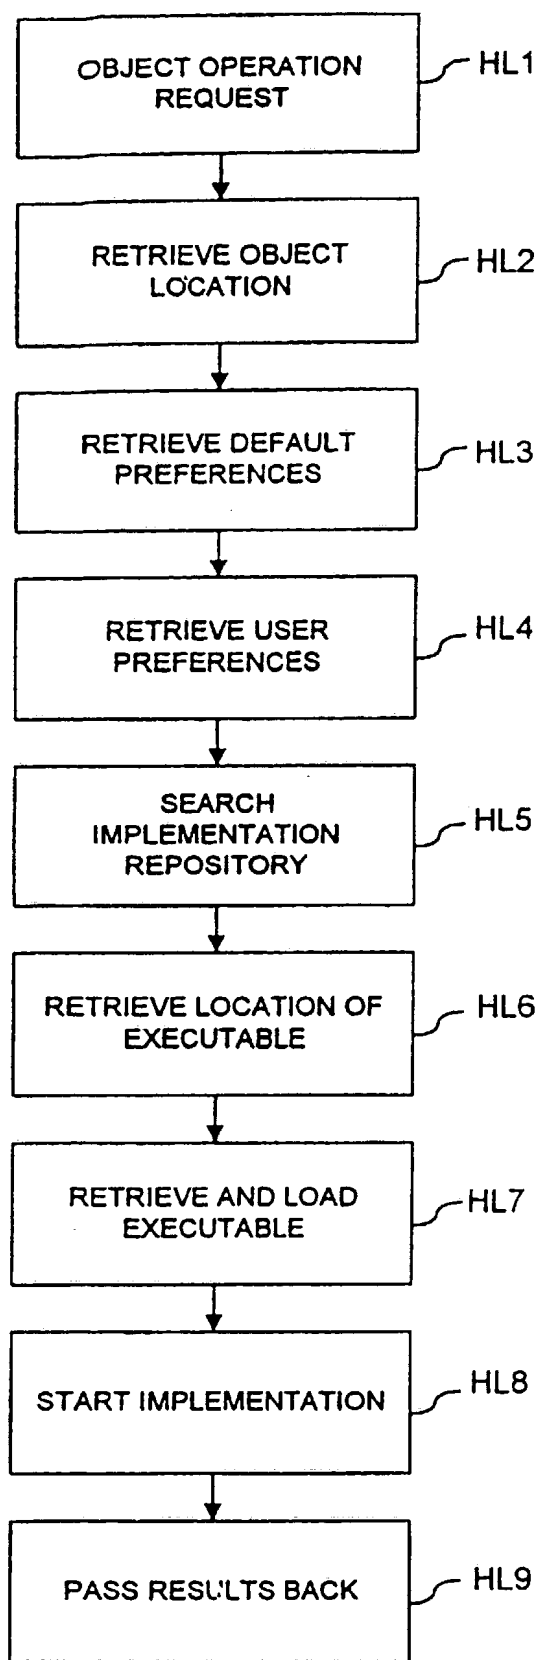 OBJECT OPERATION
REQUEST
HL1
RETRIEVE OBJECT
LOCATION
HL2
RETRIEVE DEFAULT
PREFERENCES
HL3
RETRIEVE USER
PREFERENCES
HL4
SEARCH
IMPLEMENTATION
REPOSITORY
HL5
RETRIEVE LOCATION OF
EXECUTABLE
HL6
RETRIEVE AND LOAD
EXECUTABLE
HL7
START IMPLEMENTATION
HL8
PASS RESULTS BACK
HL9